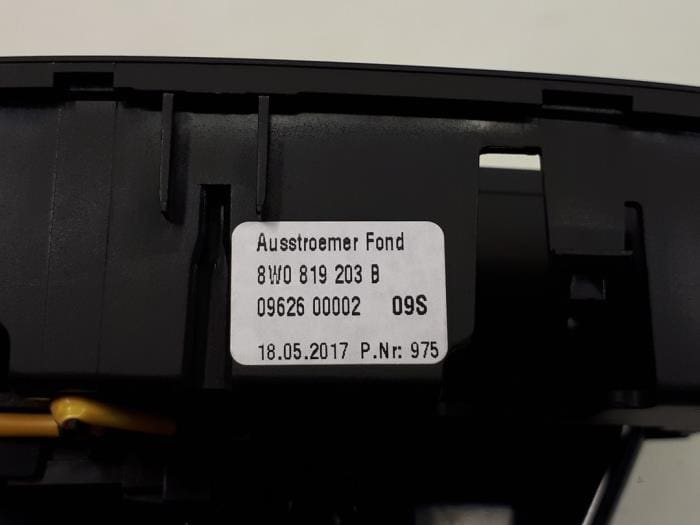 Ausstroemer Fond
8W0 819 203 B
09626 00002 09S
18.05.2017 P.Nr: 975